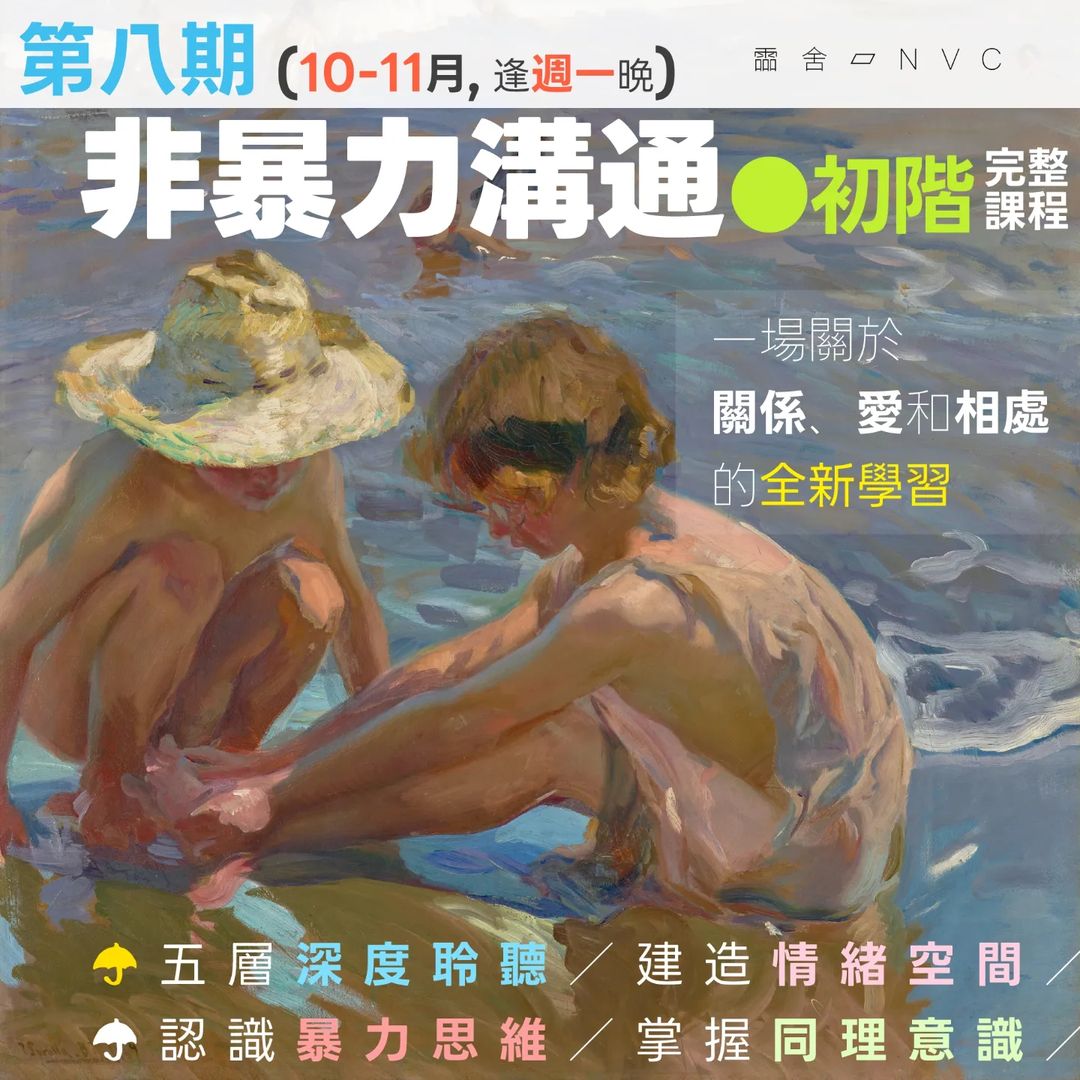 第八期 (10-11月, 逢週一晚)
霝舍▱NVC
非暴力溝通●初階 完整課程
一場關於
關係、愛和相處
的全新學習
五層深度聆聽／建造情緒空間／
認識暴力思維／掌握同理意識／